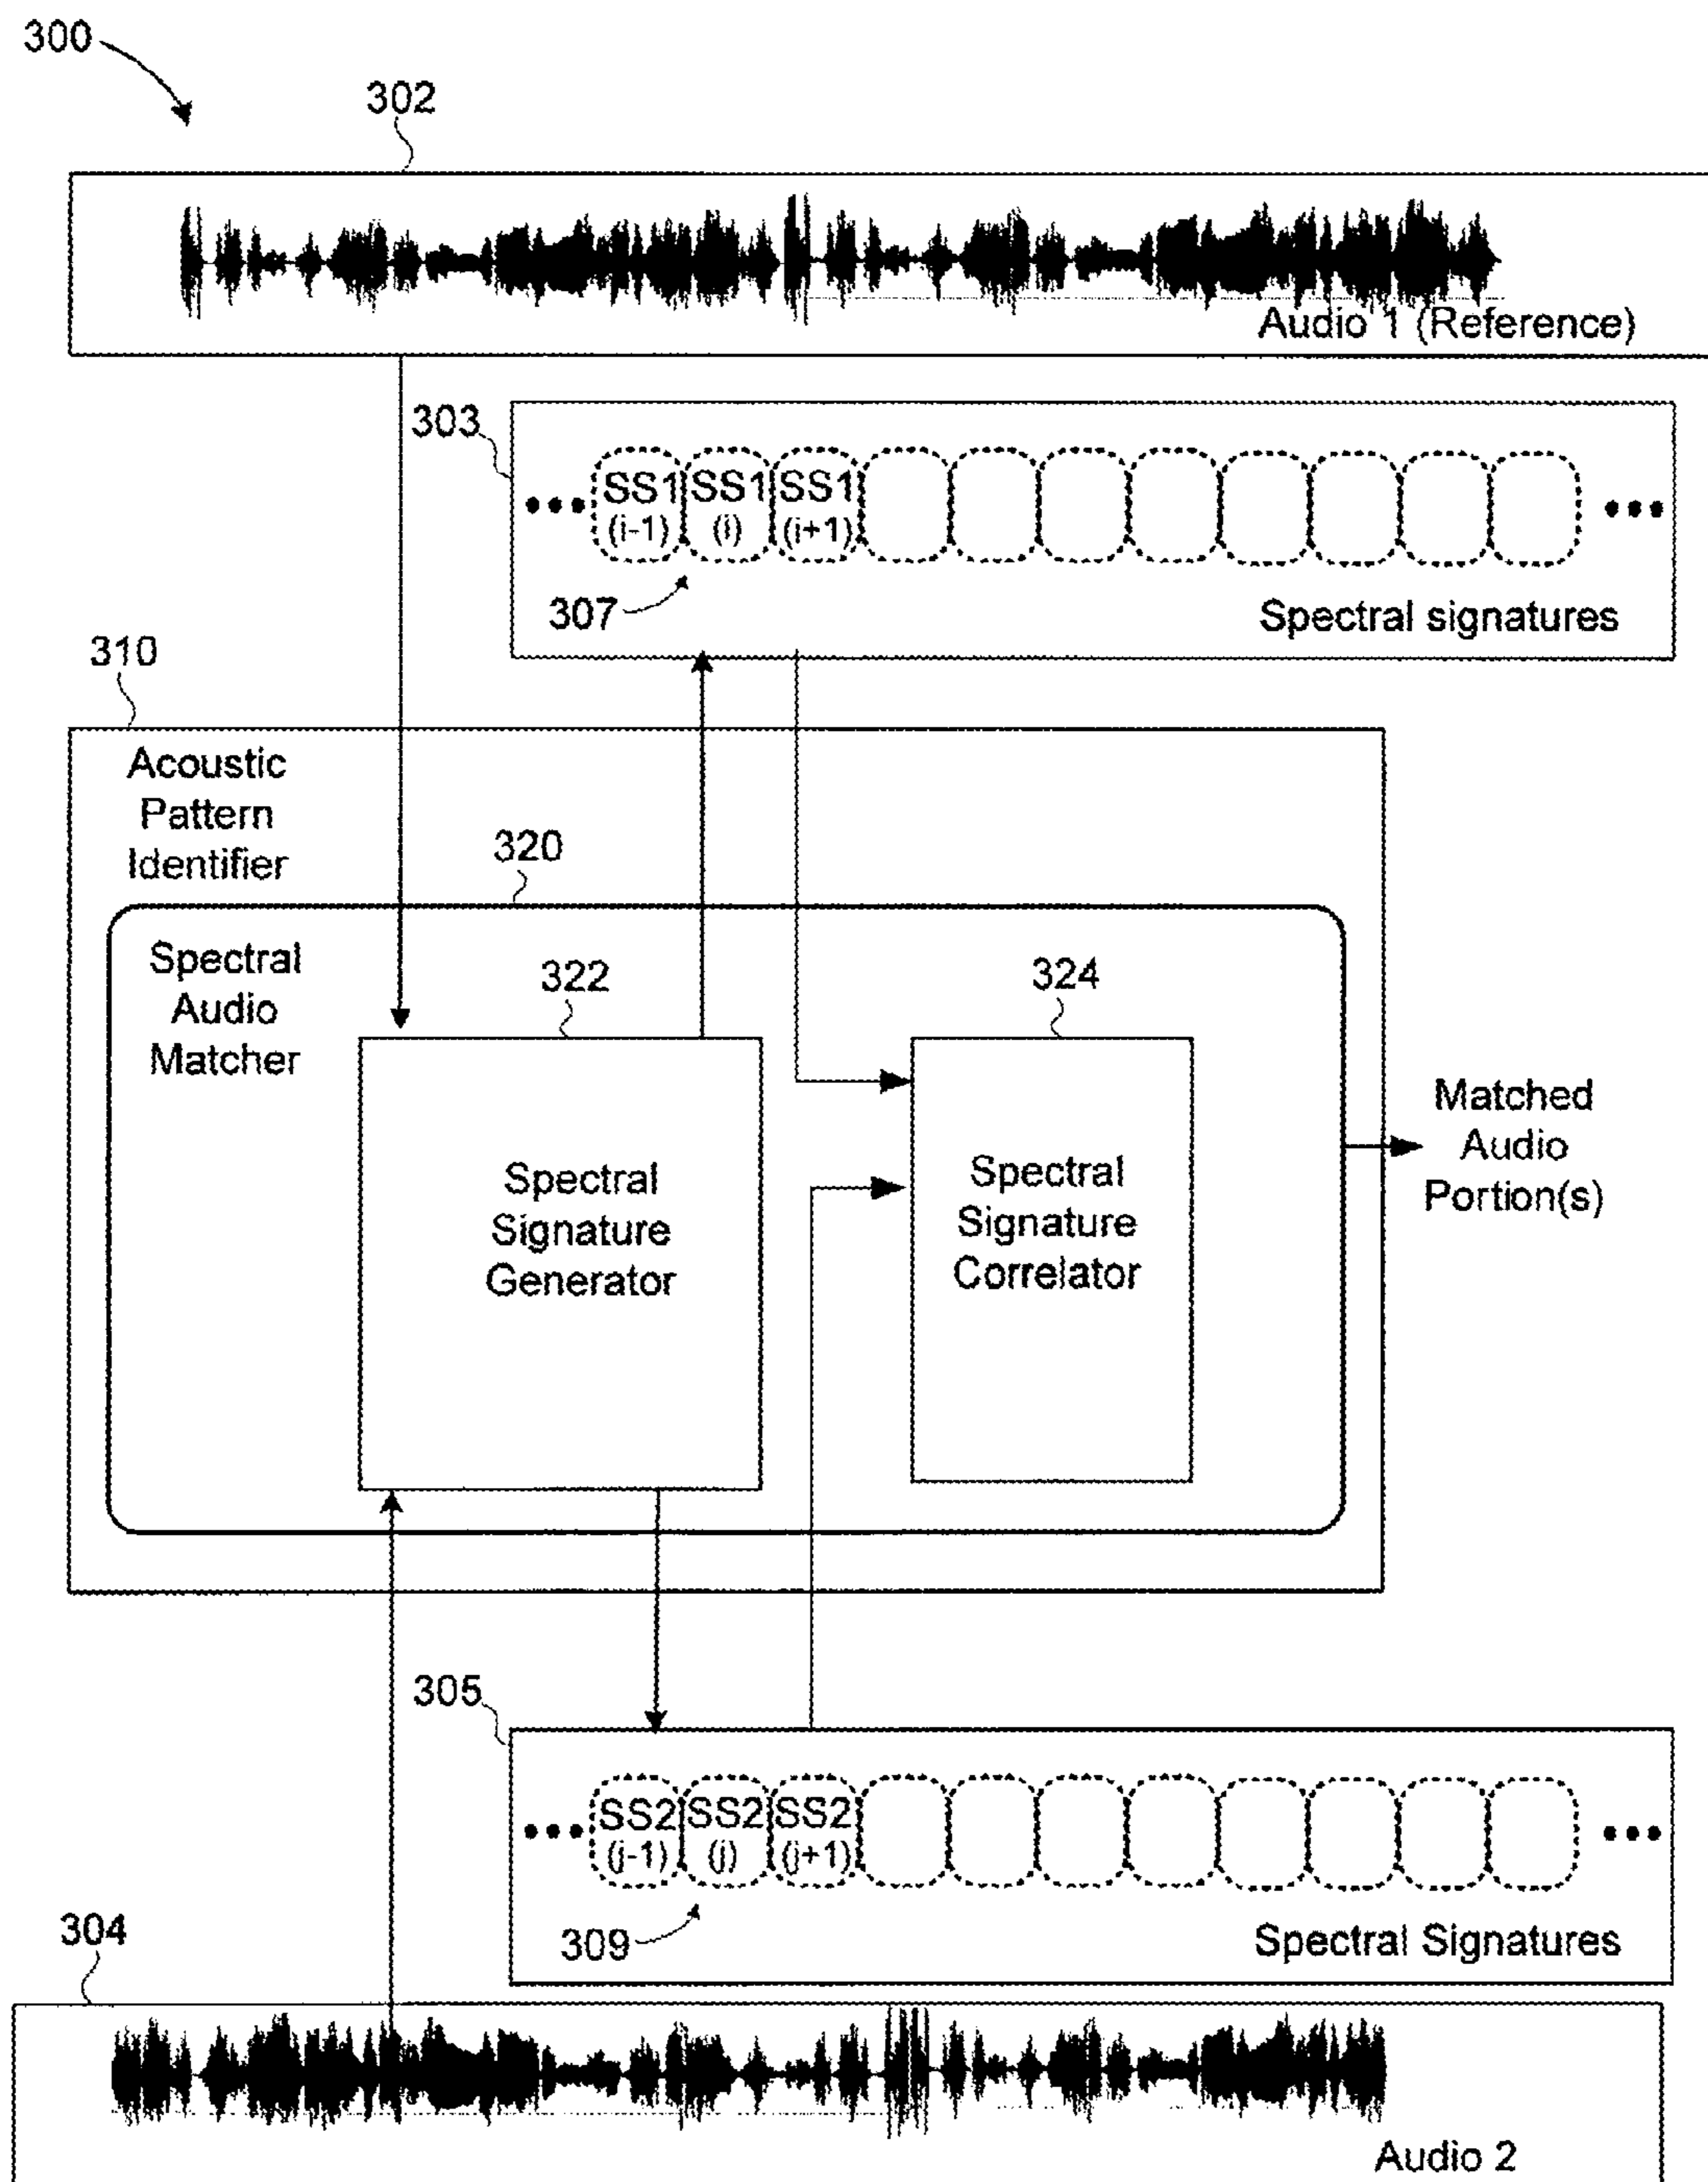 300
302
Audio 1 (Reference)
303
SS1 SS1 SS1
(i-1) (i) (i+1)
307
Spectral signatures
310
Acoustic
Pattern
Identifier
320
Spectral
Audio
Matcher
322
324
Spectral
Signature
Generator
Spectral
Signature
Correlator
Matched
Audio
Portion(s)
305
SS2 SS2 SS2
(j-1) (j) (j+1)
309
Spectral Signatures
304
Audio 2